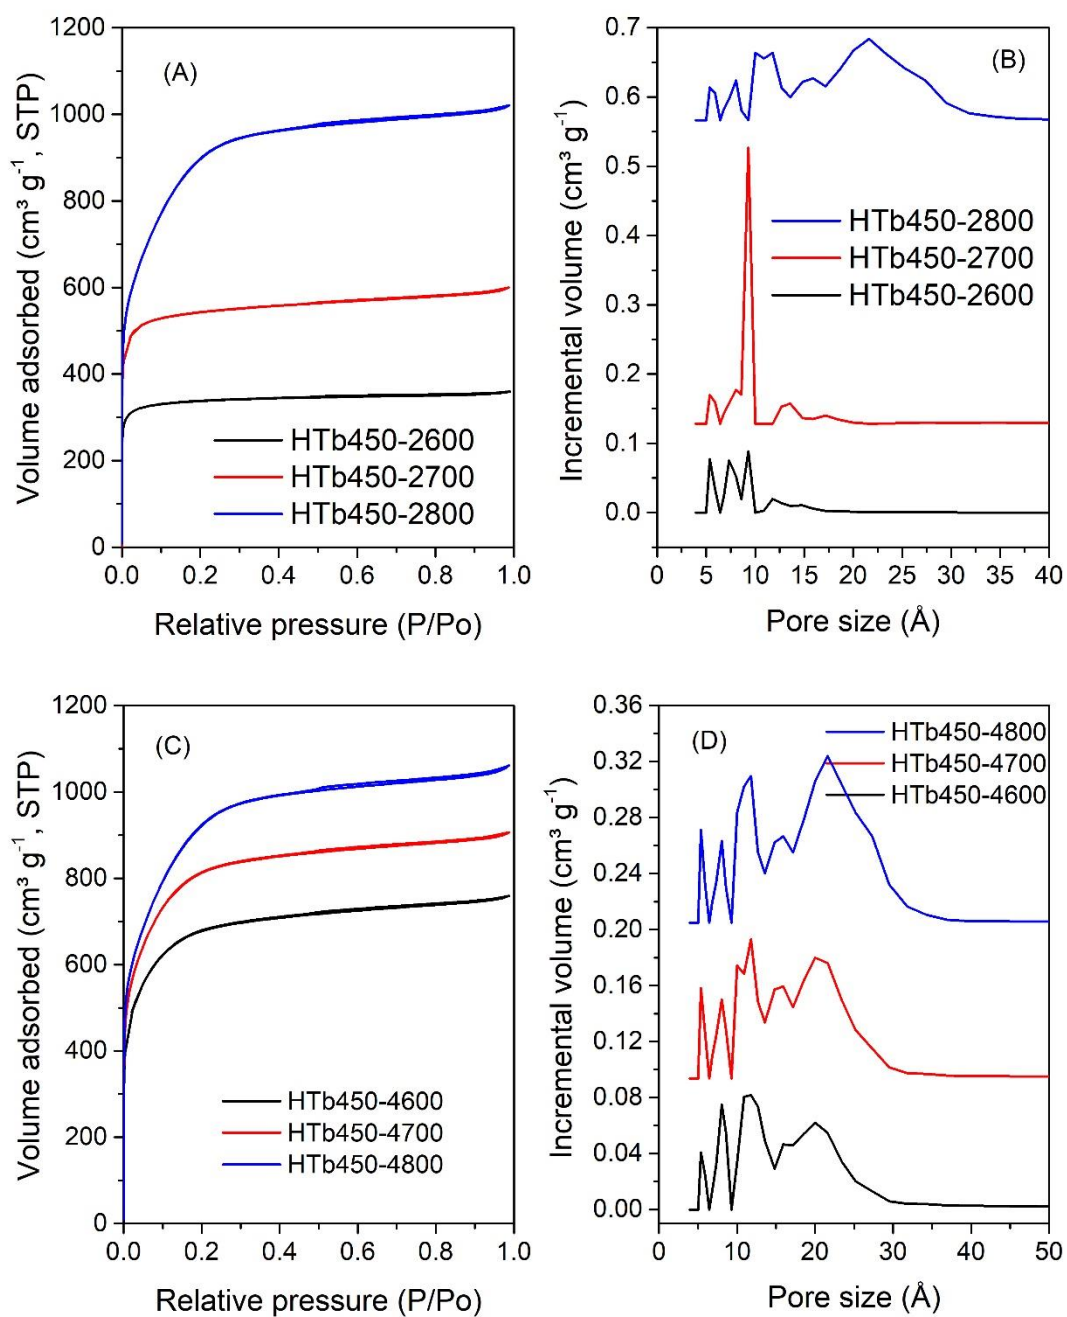 (A)
Volume adsorbed (cm³ g⁻¹, STP)
1200
1000
800
600
400
200
0
HTb450-2600
HTb450-2700
HTb450-2800
0.0 0.2 0.4 0.6 0.8 1.0
Relative pressure (P/Po)
(B)
Incremental volume (cm³ g⁻¹)
0.7
0.6
0.5
0.4
0.3
0.2
0.1
0.0
HTb450-2800
HTb450-2700
HTb450-2600
0 5 10 15 20 25 30 35 40
Pore size (Å)
(C)
Volume adsorbed (cm³ g⁻¹, STP)
1200
1000
800
600
400
200
0
HTb450-4600
HTb450-4700
HTb450-4800
0.0 0.2 0.4 0.6 0.8 1.0
Relative pressure (P/Po)
(D)
Incremental volume (cm³ g⁻¹)
0.36
0.32
0.28
0.24
0.20
0.16
0.12
0.08
0.04
0.00
HTb450-4800
HTb450-4700
HTb450-4600
0 10 20 30 40 50
Pore size (Å)